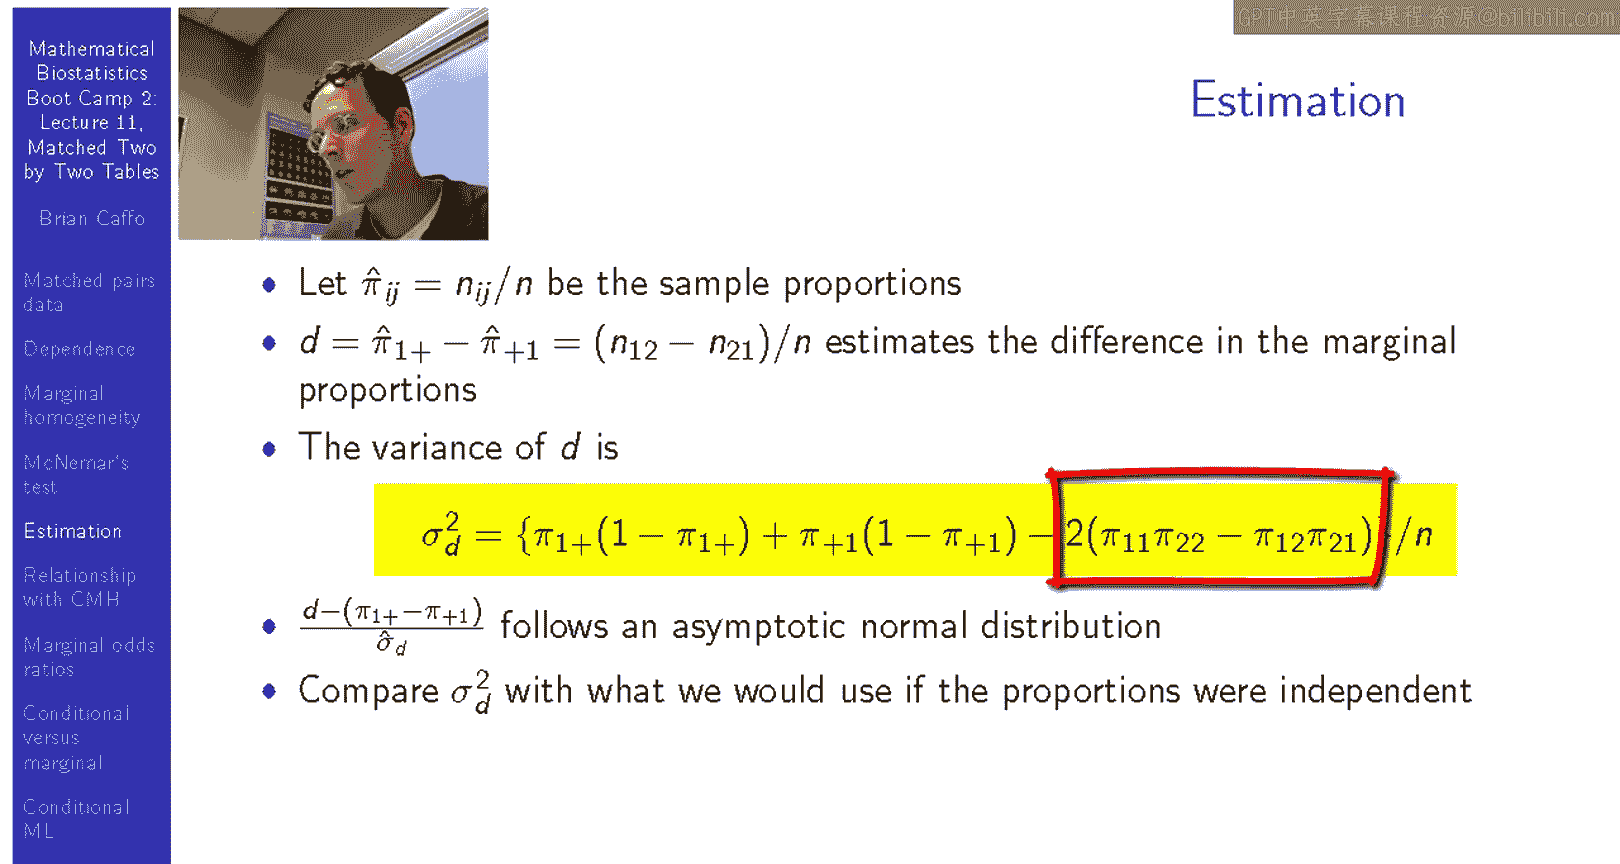 GPT中英字幕课程资源@bilibili.com
Mathematical
Biostatistics
Boot Camp 2:
Lecture 11,
Matched Two
by Two Tables
Brian Caffo
Matched pairs
data
Dependence
Marginal
homogeneity
McNemar's
test
Estimation
Relationship
with CMH
Marginal odds
ratios
Conditional
versus
marginal
Conditional
ML
Estimation
• Let π̂ᵢⱼ = nᵢⱼ/n be the sample proportions
• d = π̂₁₊ − π̂₊₁ = (n₁₂ − n₂₁)/n estimates the difference in the marginal
proportions
• The variance of d is
σ²_d = {π₁₊(1 − π₁₊) + π₊₁(1 − π₊₁) − 2(π₁₁π₂₂ − π₁₂π₂₁)}/n
• d−(π₁₊−π₊₁)/σ̂_d follows an asymptotic normal distribution
• Compare σ²_d with what we would use if the proportions were independent